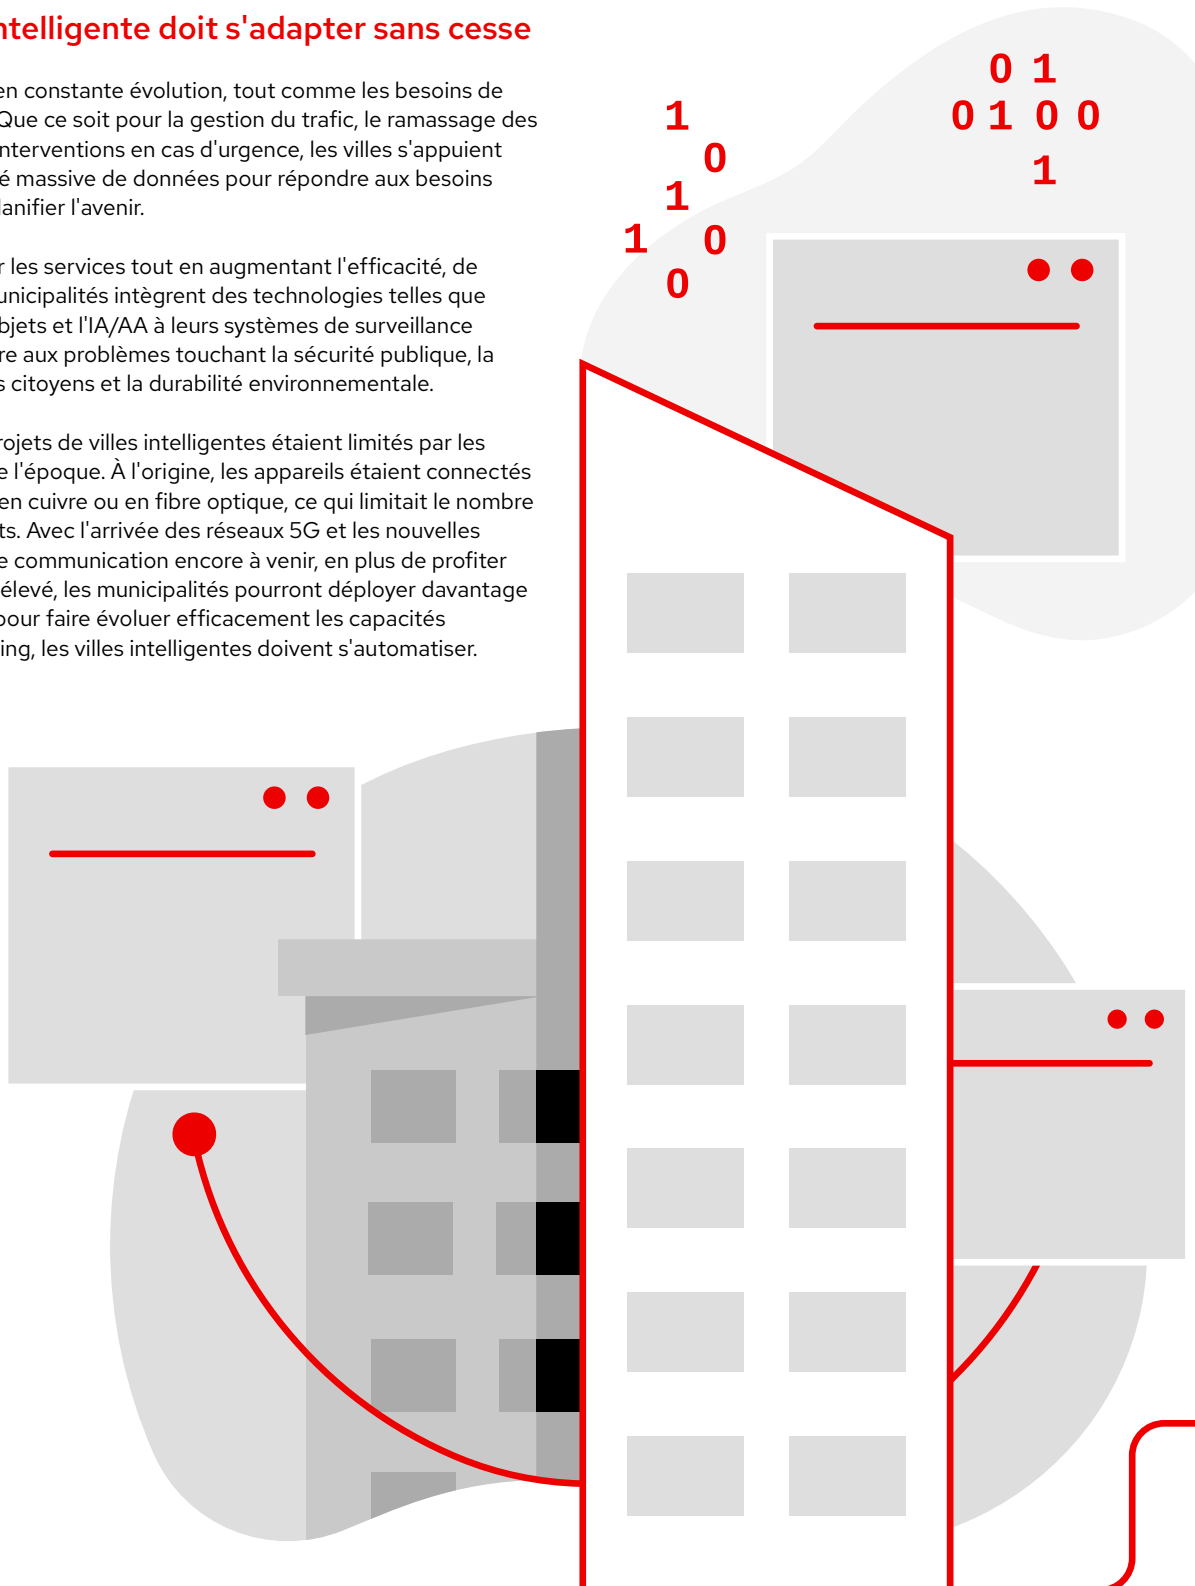 ntelligente doit s'adapter sans cesse
en constante évolution, tout comme les besoins de
Que ce soit pour la gestion du trafic, le ramassage des
nterventions en cas d'urgence, les villes s'appuient
é massive de données pour répondre aux besoins
lanifier l'avenir.
r les services tout en augmentant l'efficacité, de
unicipalités intègrent des technologies telles que
bjets et l'IA/AA à leurs systèmes de surveillance
re aux problèmes touchant la sécurité publique, la
s citoyens et la durabilité environnementale.
rojets de villes intelligentes étaient limités par les
e l'époque. À l'origine, les appareils étaient connectés
en cuivre ou en fibre optique, ce qui limitait le nombre
ts. Avec l'arrivée des réseaux 5G et les nouvelles
e communication encore à venir, en plus de profiter
élevé, les municipalités pourront déployer davantage
pour faire évoluer efficacement les capacités
ing, les villes intelligentes doivent s'automatiser.
1
0
1
1 0
0
0 1
0 1 0 0
1